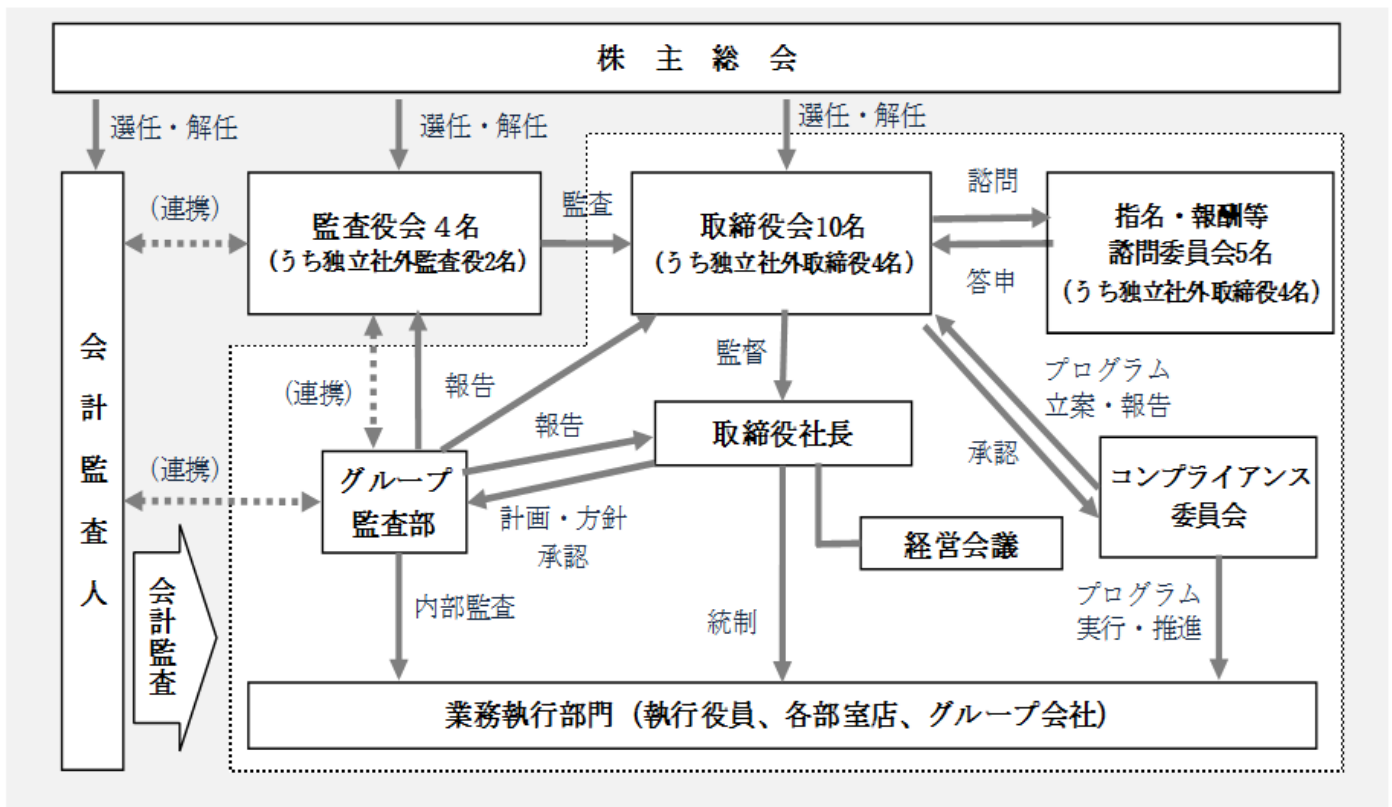 株主総会
選任・解任
選任・解任
選任・解任
会計監査人
(連携)
監査役会４名
(うち独立社外監査役2名)
監査
取締役会10名
(うち独立社外取締役4名)
諮問
答申
指名・報酬等
諮問委員会5名
(うち独立社外取締役4名)
(連携)
報告
監督
プログラム
立案・報告
承認
報告
取締役社長
(連携)
グループ
監査部
計画・方針
承認
経営会議
コンプライアンス
委員会
会計監査
内部監査
統制
プログラム
実行・推進
業務執行部門（執行役員、各部室店、グループ会社）